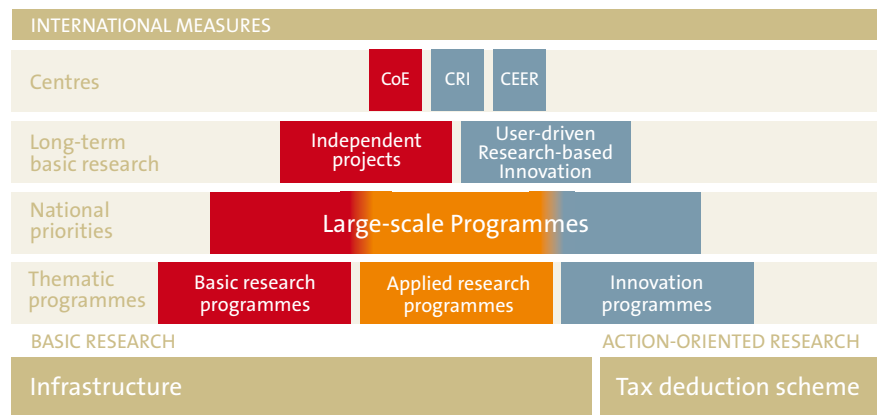 INTERNATIONAL MEASURES
Centres
CoE
CRI
CEER
Long-term
basic research
Independent
projects
User-driven
Research-based
Innovation
National
priorities
Large-scale Programmes
Thematic
programmes
Basic research
programmes
Applied research
programmes
Innovation
programmes
BASIC RESEARCH
ACTION-ORIENTED RESEARCH
Infrastructure
Tax deduction scheme